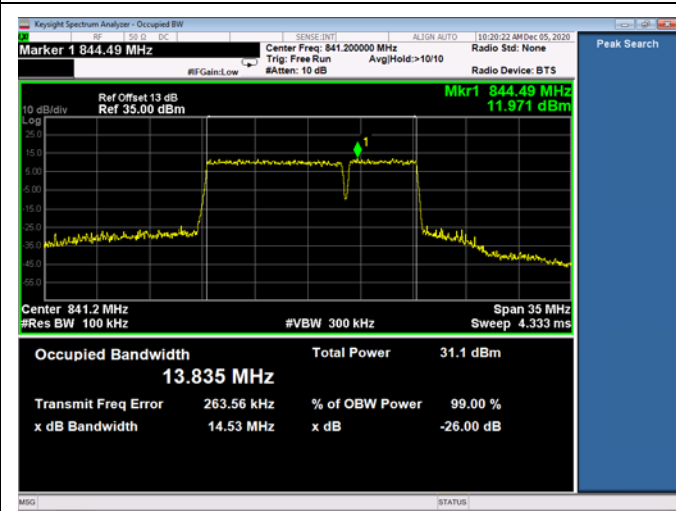 Keysight Spectrum Analyzer - Occupied BW
RF 50 Ω DC SENSE:INT ALIGN AUTO 10:20:22 AM Dec 05, 2020
Marker 1 844.49 MHz Center Freq: 841.200000 MHz Radio Std: None Peak Search
Trig: Free Run Avg|Hold:>10/10
#IFGain:Low #Atten: 10 dB Radio Device: BTS
Ref Offset 13 dB Mkr1 844.49 MHz
10 dB/div Ref 35.00 dBm 11.971 dBm
Log
25.0
1
15.0
5.00
-5.00
-15.0
-25.0
-35.0
-45.0
-55.0
Center 841.2 MHz Span 35 MHz
#Res BW 100 kHz #VBW 300 kHz Sweep 4.333 ms
Occupied Bandwidth Total Power 31.1 dBm
13.835 MHz
Transmit Freq Error 263.56 kHz % of OBW Power 99.00 %
x dB Bandwidth 14.53 MHz x dB -26.00 dB
MSG STATUS